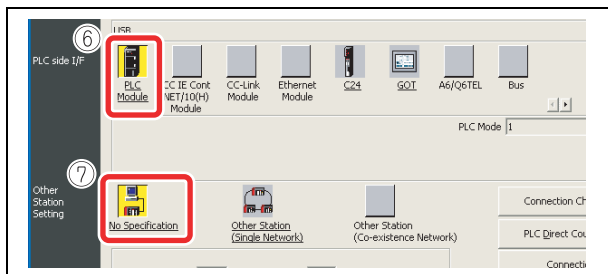 USB
⑥
PLC side I/F
PLC Module
CC IE Cont NET/10(H) Module
CC-Link Module
Ethernet Module
C24
GOT
A6/Q6TEL
Bus
PLC Mode 1
⑦
Other Station Setting
No Specification
Other Station (Single Network)
Other Station (Co-existence Network)
Connection Ch
PLC Direct Cou
Connectio